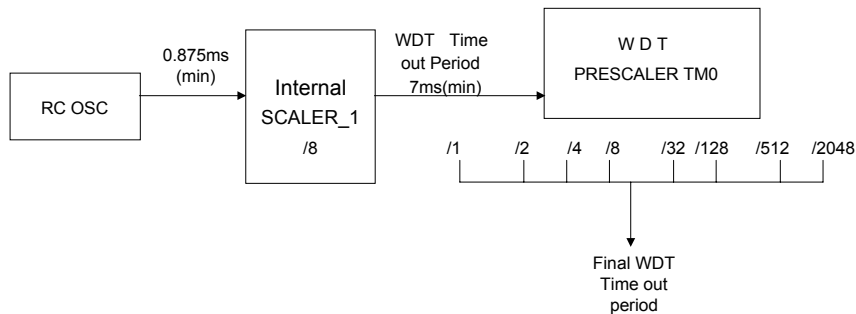 RC OSC
0.875ms
(min)
Internal
SCALER_1
/8
WDT Time
out Period
7ms(min)
W D T
PRESCALER TM0
/1 /2 /4 /8 /32 /128 /512 /2048
Final WDT
Time out
period